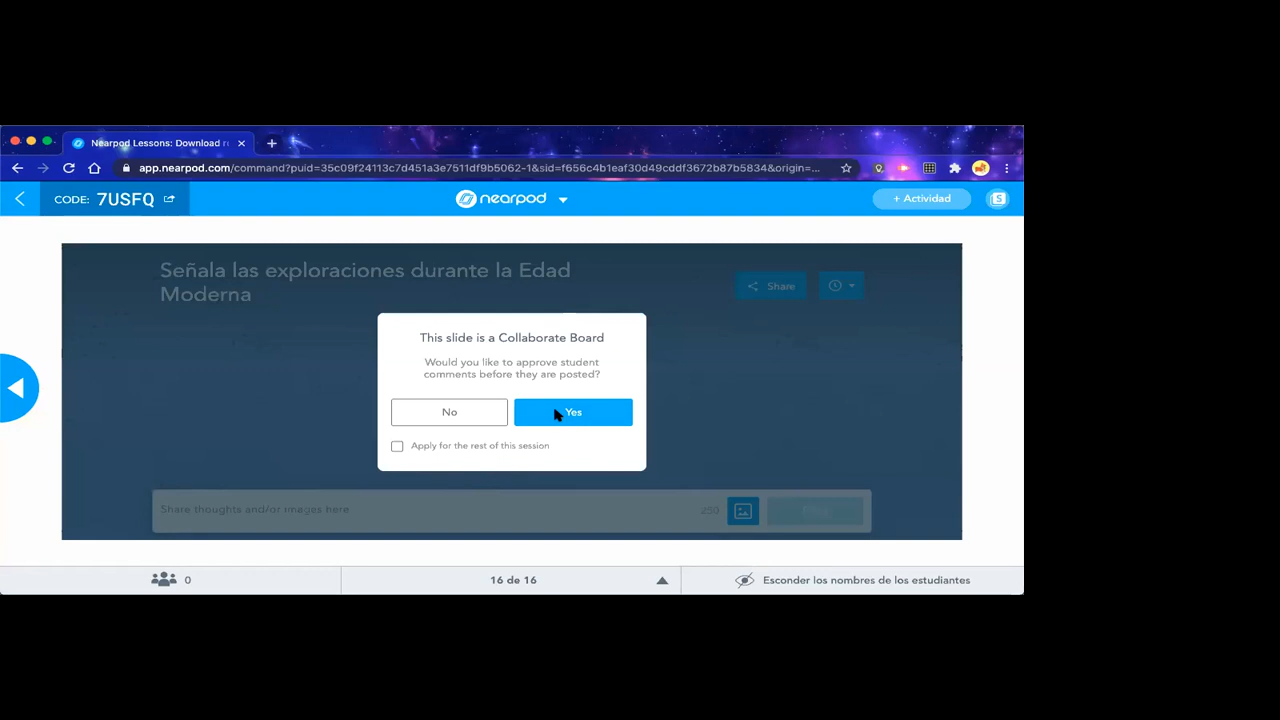 Nearpod Lessons: Download r
app.nearpod.com/command?puid=35c09f24113c7d451a3e7511df9b5062-1&sid=f656c4b1eaf30d49cddf3672b87b5834&origin=...
CODE: 7USFQ
nearpod
+ Actividad
S
Señala las exploraciones durante la Edad
Moderna
Share
This slide is a Collaborate Board
Would you like to approve student
comments before they are posted?
No
Yes
Apply for the rest of this session
Share thoughts and/or images here
250
0
16 de 16
Esconder los nombres de los estudiantes